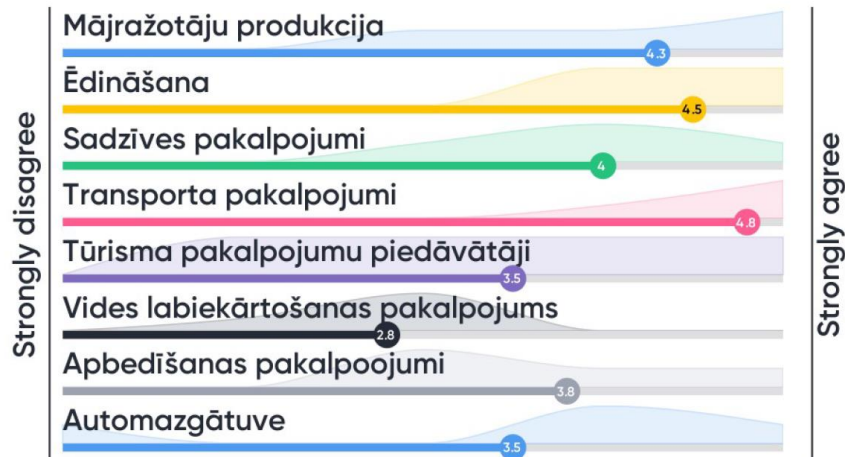 Strongly disagree
Mājražotāju produkcija
4.3
Ēdināšana
4.5
Sadzīves pakalpojumi
4
Transporta pakalpojumi
4.8
Tūrisma pakalpojumu piedāvātāji
3.5
Vides labiekārtošanas pakalpojums
2.8
Apbedīšanas pakalpoojumi
3.8
Automazgātuve
3.5
Strongly agree